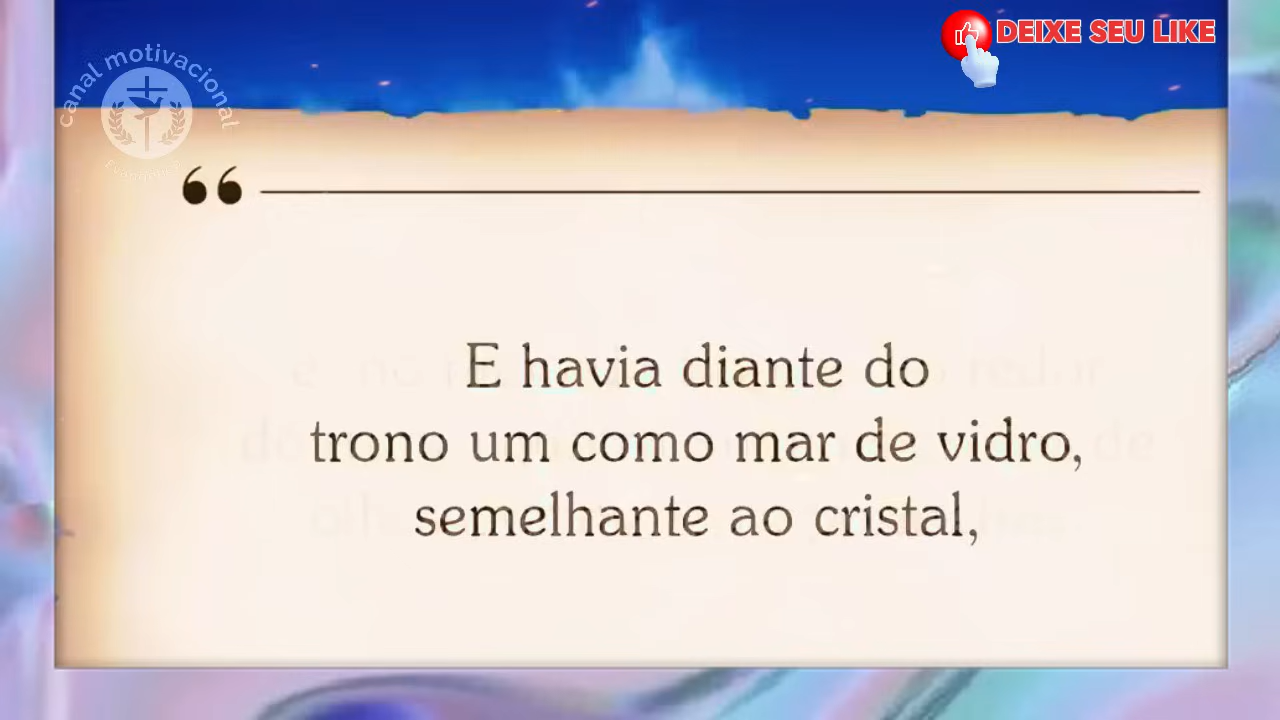 DEIXE SEU LIKE
canal motivacional
E havia diante do
trono um como mar de vidro,
semelhante ao cristal,